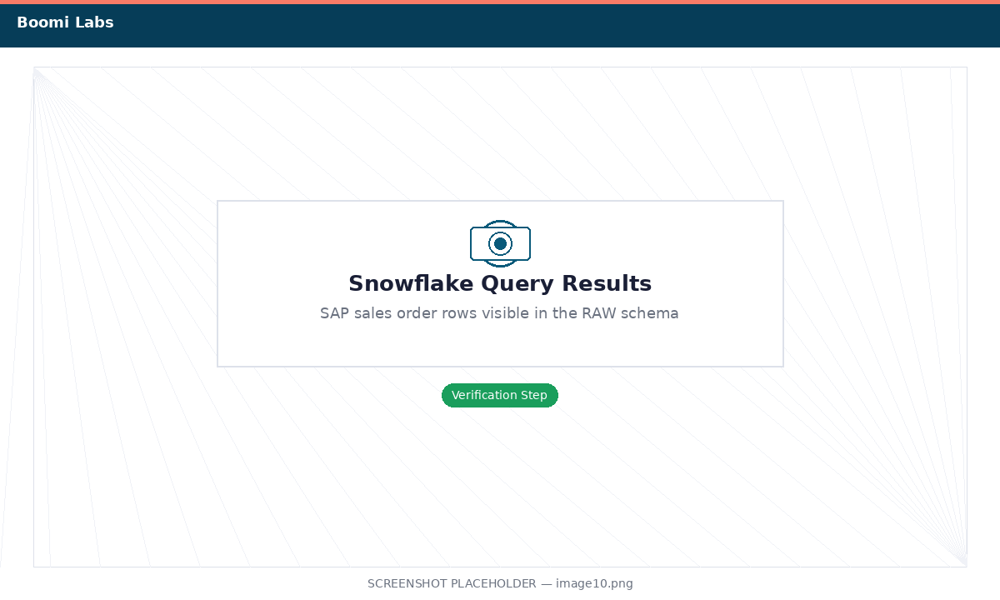 Boomi Labs
Snowflake Query Results
SAP sales order rows visible in the RAW schema
Verification Step
SCREENSHOT PLACEHOLDER — image10.png